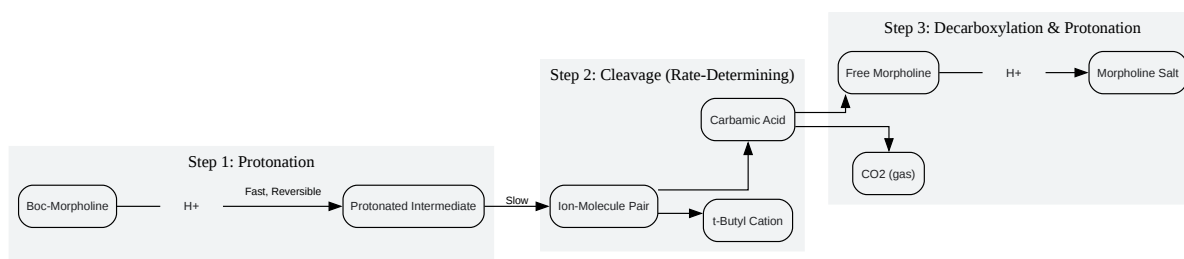 Step 1: Protonation
Boc-Morpholine
H+
Fast, Reversible
Protonated Intermediate
Slow
Step 2: Cleavage (Rate-Determining)
Ion-Molecule Pair
Carbamic Acid
t-Butyl Cation
Step 3: Decarboxylation & Protonation
Free Morpholine
H+
Morpholine Salt
CO2 (gas)